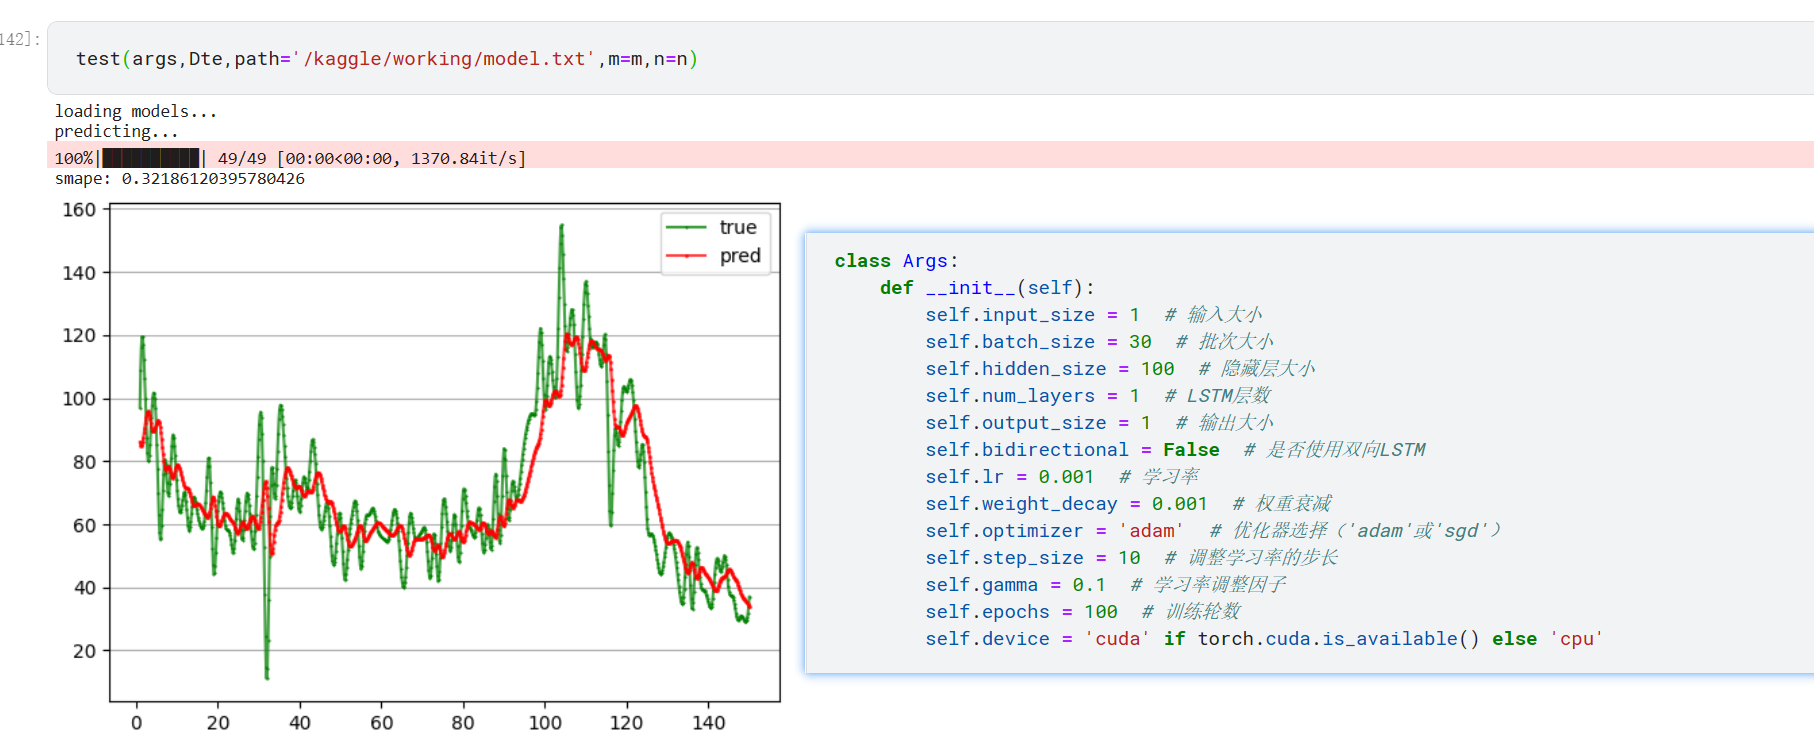 142]:
test(args,Dte,path='/kaggle/working/model.txt',m=m,n=n)
loading models...
predicting...
100%|██████████| 49/49 [00:00<00:00, 1370.84it/s]
smape: 0.32186120395780426
160
140
120
100
80
60
40
20
0 20 40 60 80 100 120 140
true
pred
class Args:
    def __init__(self):
        self.input_size = 1  # 输入大小
        self.batch_size = 30  # 批次大小
        self.hidden_size = 100  # 隐藏层大小
        self.num_layers = 1  # LSTM层数
        self.output_size = 1  # 输出大小
        self.bidirectional = False  # 是否使用双向LSTM
        self.lr = 0.001  # 学习率
        self.weight_decay = 0.001  # 权重衰减
        self.optimizer = 'adam'  # 优化器选择（'adam'或'sgd'）
        self.step_size = 10  # 调整学习率的步长
        self.gamma = 0.1  # 学习率调整因子
        self.epochs = 100  # 训练轮数
        self.device = 'cuda' if torch.cuda.is_available() else 'cpu'